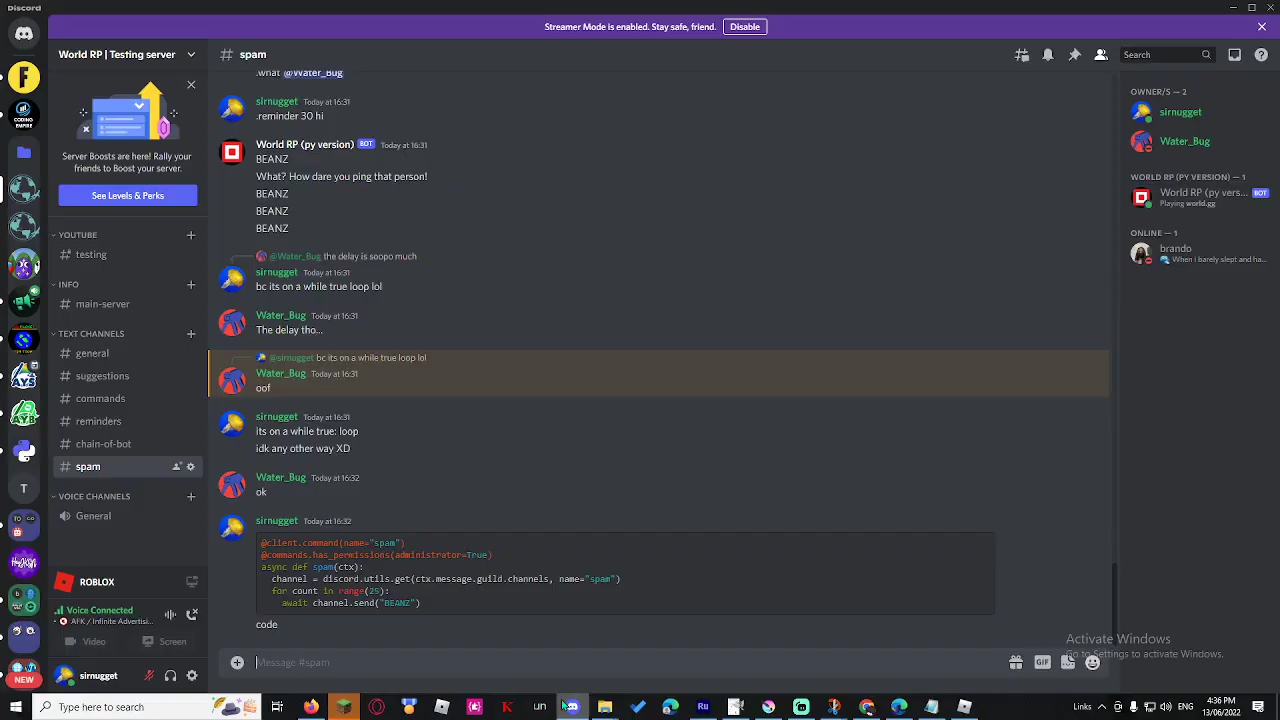 Discord
Streamer Mode is enabled. Stay safe, friend.
Disable
World RP | Testing server
# spam
Search
Server Boosts are here! Rally your
friends to Boost your server.
See Levels & Perks
YOUTUBE
# testing
INFO
# main-server
TEXT CHANNELS
# general
# suggestions
# commands
# reminders
# chain-of-bot
# spam
VOICE CHANNELS
General
ROBLOX
Voice Connected
AFK / Infinite Advertisi...
Video
Screen
sirnugget
CODING
EMPIRE
T
NEW
.what @Water_Bug
sirnugget Today at 16:31
.reminder 30 hi
World RP (py version) BOT Today at 16:31
BEANZ
What? How dare you ping that person!
BEANZ
BEANZ
BEANZ
@Water_Bug the delay is soopo much
sirnugget Today at 16:31
bc its on a while true loop lol
Water_Bug Today at 16:31
The delay tho...
@sirnugget bc its on a while true loop lol
Water_Bug Today at 16:31
oof
sirnugget Today at 16:31
its on a while true: loop
idk any other way XD
Water_Bug Today at 16:32
ok
sirnugget Today at 16:32
@client.command(name="spam")
@commands.has_permissions(administrator=True)
async def spam(ctx):
channel = discord.utils.get(ctx.message.guild.channels, name="spam")
for count in range(25):
await channel.send("BEANZ")
code
Message #spam
GIF
OWNER/S — 2
sirnugget
Water_Bug
WORLD RP (PY VERSION) — 1
World RP (py vers... BOT
Playing world.gg
ONLINE — 1
brando
When I barely slept and ha...
Activate Windows
Go to Settings to activate Windows.
Type here to search
un
Ru
Links
4:06 PM